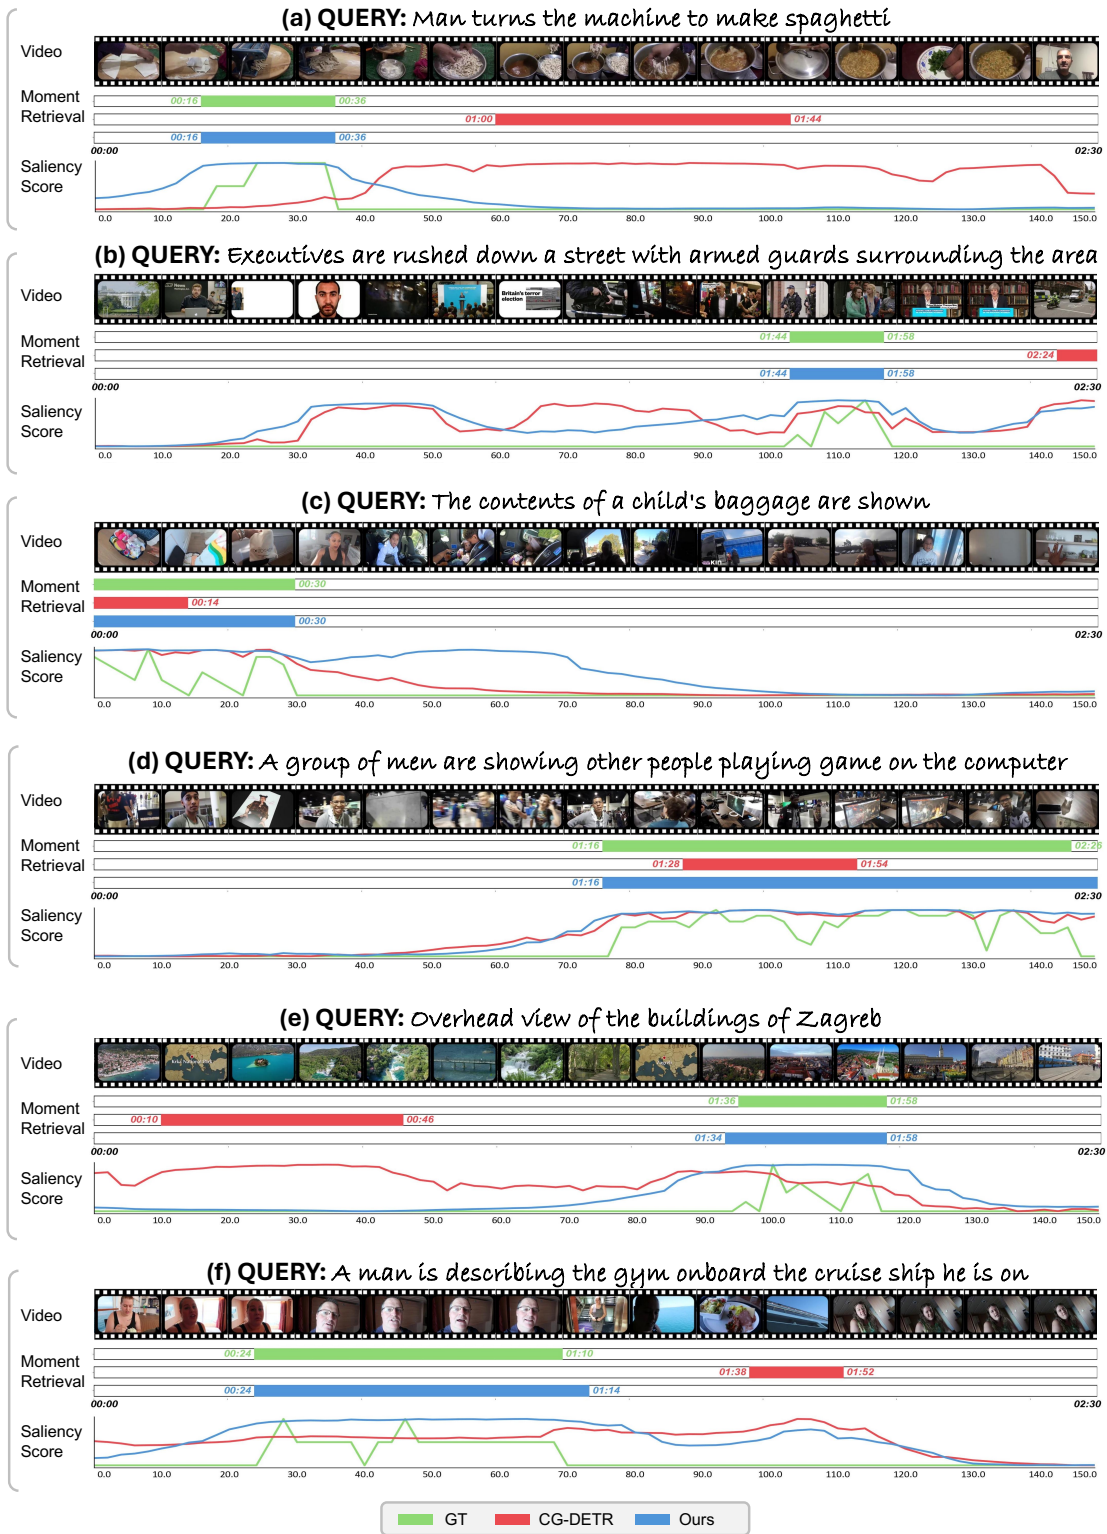 (a) QUERY: Man turns the machine to make spaghetti
Video
Moment
Retrieval
00:16 00:36
01:00 01:44
00:16 00:36
00:00 02:30
Saliency
Score
0.0 10.0 20.0 30.0 40.0 50.0 60.0 70.0 80.0 90.0 100.0 110.0 120.0 130.0 140.0 150.0
(b) QUERY: Executives are rushed down a street with armed guards surrounding the area
Video
News
Britain's terror
election
Moment
Retrieval
01:44 01:58
02:24
01:44 01:58
00:00 02:30
Saliency
Score
0.0 10.0 20.0 30.0 40.0 50.0 60.0 70.0 80.0 90.0 100.0 110.0 120.0 130.0 140.0 150.0
(c) QUERY: The contents of a child's baggage are shown
Video
Moment
Retrieval
00:30
00:14
00:30
00:00 02:30
Saliency
Score
0.0 10.0 20.0 30.0 40.0 50.0 60.0 70.0 80.0 90.0 100.0 110.0 120.0 130.0 140.0 150.0
(d) QUERY: A group of men are showing other people playing game on the computer
Video
Moment
Retrieval
01:16 02:26
01:28 01:54
01:16
00:00 02:30
Saliency
Score
0.0 10.0 20.0 30.0 40.0 50.0 60.0 70.0 80.0 90.0 100.0 110.0 120.0 130.0 140.0 150.0
(e) QUERY: Overhead view of the buildings of Zagreb
Video
Moment
Retrieval
01:36 01:58
00:10 00:46
01:34 01:58
00:00 02:30
Saliency
Score
0.0 10.0 20.0 30.0 40.0 50.0 60.0 70.0 80.0 90.0 100.0 110.0 120.0 130.0 140.0 150.0
(f) QUERY: A man is describing the gym onboard the cruise ship he is on
Video
Moment
Retrieval
00:24 01:10
01:38 01:52
00:24 01:14
00:00 02:30
Saliency
Score
0.0 10.0 20.0 30.0 40.0 50.0 60.0 70.0 80.0 90.0 100.0 110.0 120.0 130.0 140.0 150.0
GT CG-DETR Ours